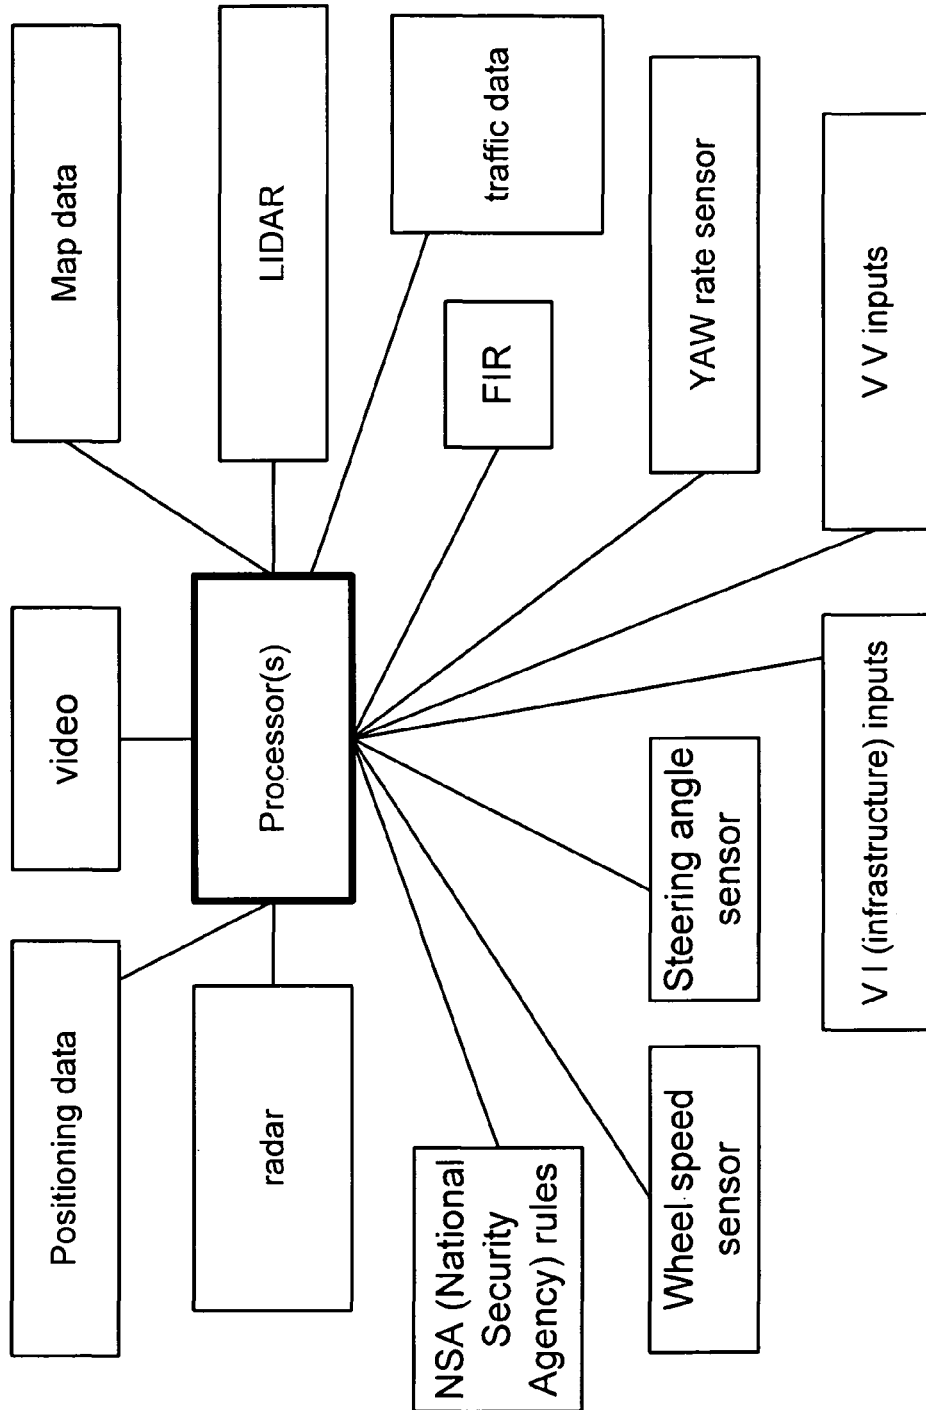 Positioning data
video
Map data
radar
Processor(s)
LIDAR
traffic data
NSA (National
Security
Agency) rules
FIR
Wheel speed
sensor
Steering angle
sensor
YAW rate sensor
V I (infrastructure) inputs
V V inputs